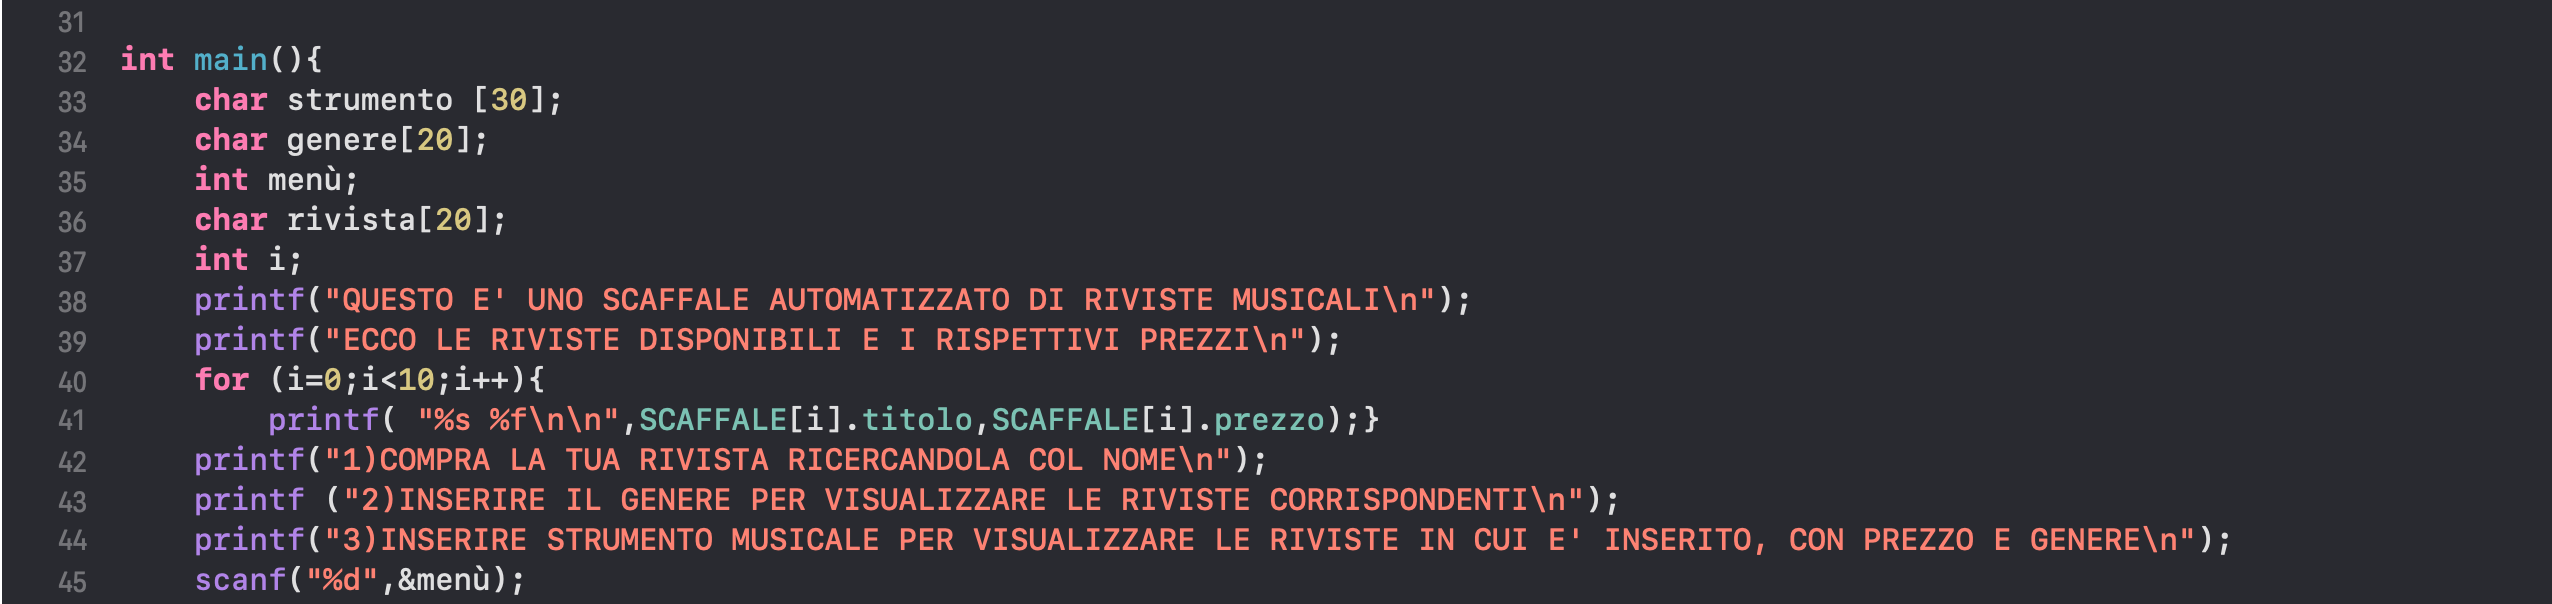 31
32 int main(){
33 char strumento [30];
34 char genere[20];
35 int menù;
36 char rivista[20];
37 int i;
38 printf("QUESTO E' UNO SCAFFALE AUTOMATIZZATO DI RIVISTE MUSICALI\n");
39 printf("ECCO LE RIVISTE DISPONIBILI E I RISPETTIVI PREZZI\n");
40 for (i=0;i<10;i++){
41 printf( "%s %f\n\n",SCAFFALE[i].titolo,SCAFFALE[i].prezzo);}
42 printf("1)COMPRA LA TUA RIVISTA RICERCANDOLA COL NOME\n");
43 printf ("2)INSERIRE IL GENERE PER VISUALIZZARE LE RIVISTE CORRISPONDENTI\n");
44 printf("3)INSERIRE STRUMENTO MUSICALE PER VISUALIZZARE LE RIVISTE IN CUI E' INSERITO, CON PREZZO E GENERE\n");
45 scanf("%d",&menù);